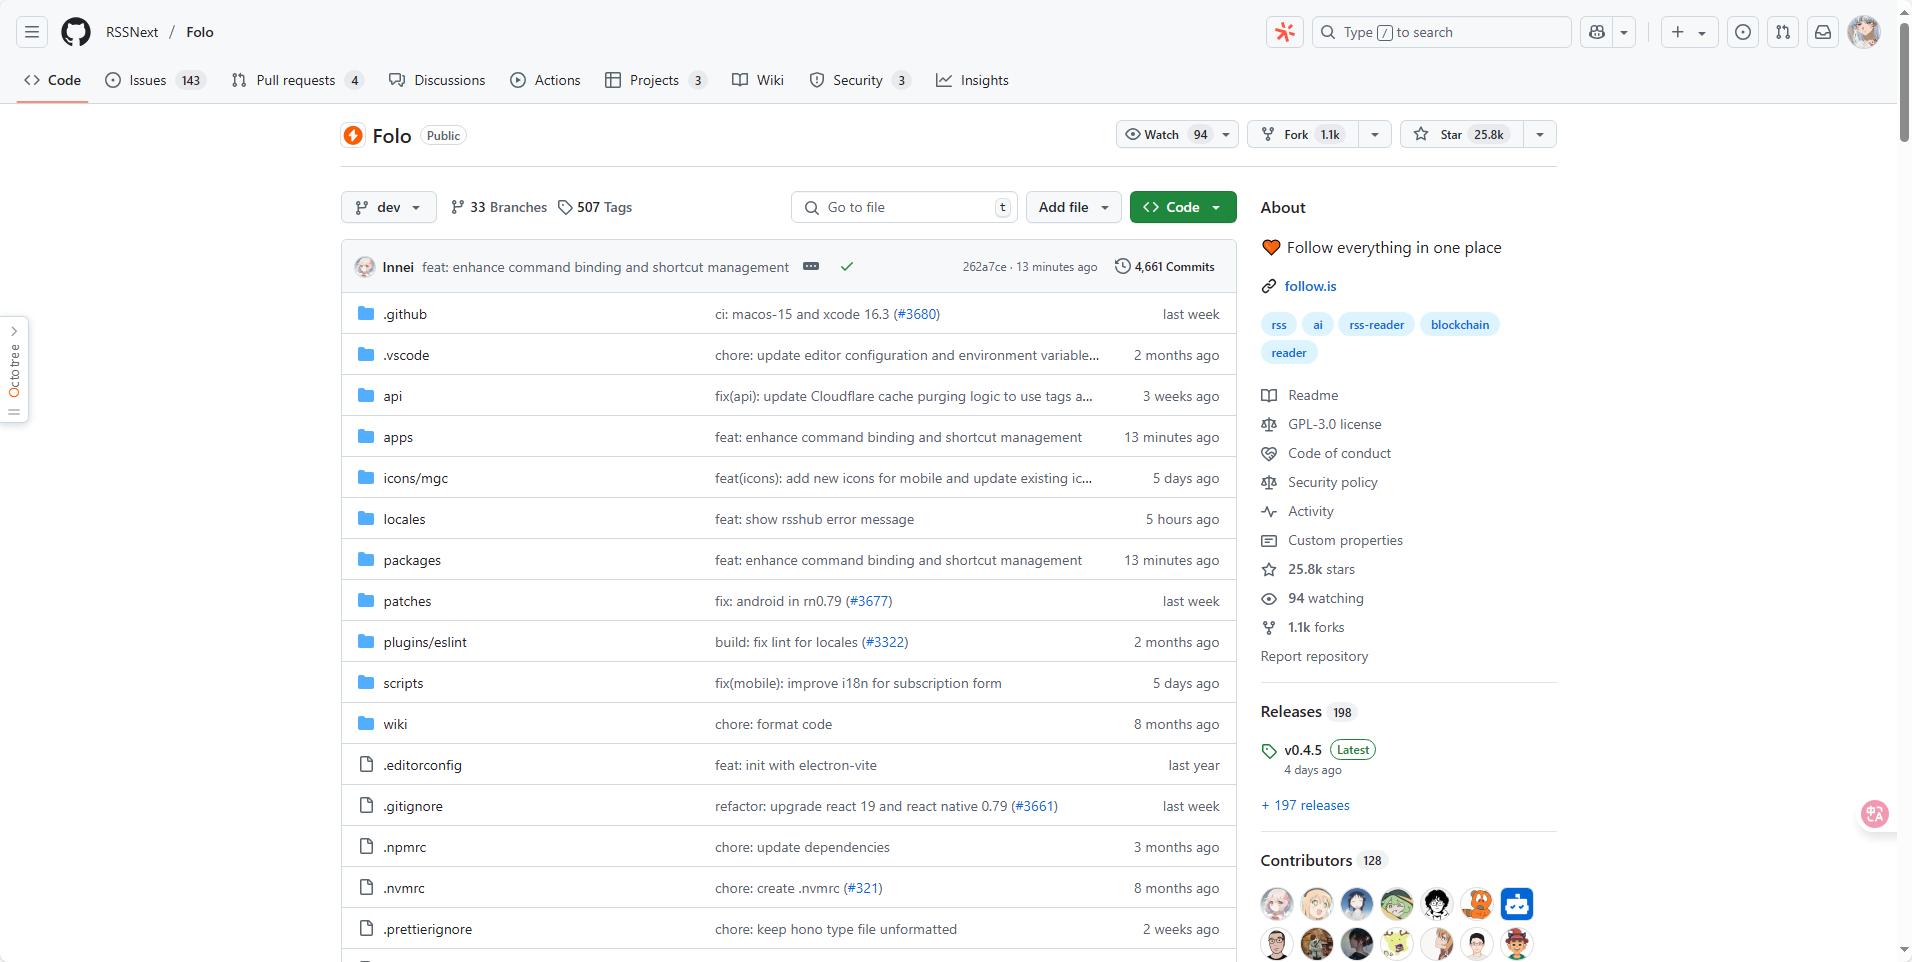 RSSNext / Folo
Type / to search
Code
Issues 143
Pull requests 4
Discussions
Actions
Projects 3
Wiki
Security 3
Insights
Folo Public
Watch 94
Fork 1.1k
Star 25.8k
dev
33 Branches
507 Tags
Go to file t
Add file
Code
Innei feat: enhance command binding and shortcut management
262a7ce · 13 minutes ago
4,661 Commits
.github ci: macos-15 and xcode 16.3 (#3680) last week
.vscode chore: update editor configuration and environment variable... 2 months ago
api fix(api): update Cloudflare cache purging logic to use tags a... 3 weeks ago
apps feat: enhance command binding and shortcut management 13 minutes ago
icons/mgc feat(icons): add new icons for mobile and update existing ic... 5 days ago
locales feat: show rsshub error message 5 hours ago
packages feat: enhance command binding and shortcut management 13 minutes ago
patches fix: android in rn0.79 (#3677) last week
plugins/eslint build: fix lint for locales (#3322) 2 months ago
scripts fix(mobile): improve i18n for subscription form 5 days ago
wiki chore: format code 8 months ago
.editorconfig feat: init with electron-vite last year
.gitignore refactor: upgrade react 19 and react native 0.79 (#3661) last week
.npmrc chore: update dependencies 3 months ago
.nvmrc chore: create .nvmrc (#321) 8 months ago
.prettierignore chore: keep hono type file unformatted 2 weeks ago
About
Follow everything in one place
follow.is
rss ai rss-reader blockchain
reader
Readme
GPL-3.0 license
Code of conduct
Security policy
Activity
Custom properties
25.8k stars
94 watching
1.1k forks
Report repository
Releases 198
v0.4.5 Latest
4 days ago
+ 197 releases
Contributors 128
Octotree
中A